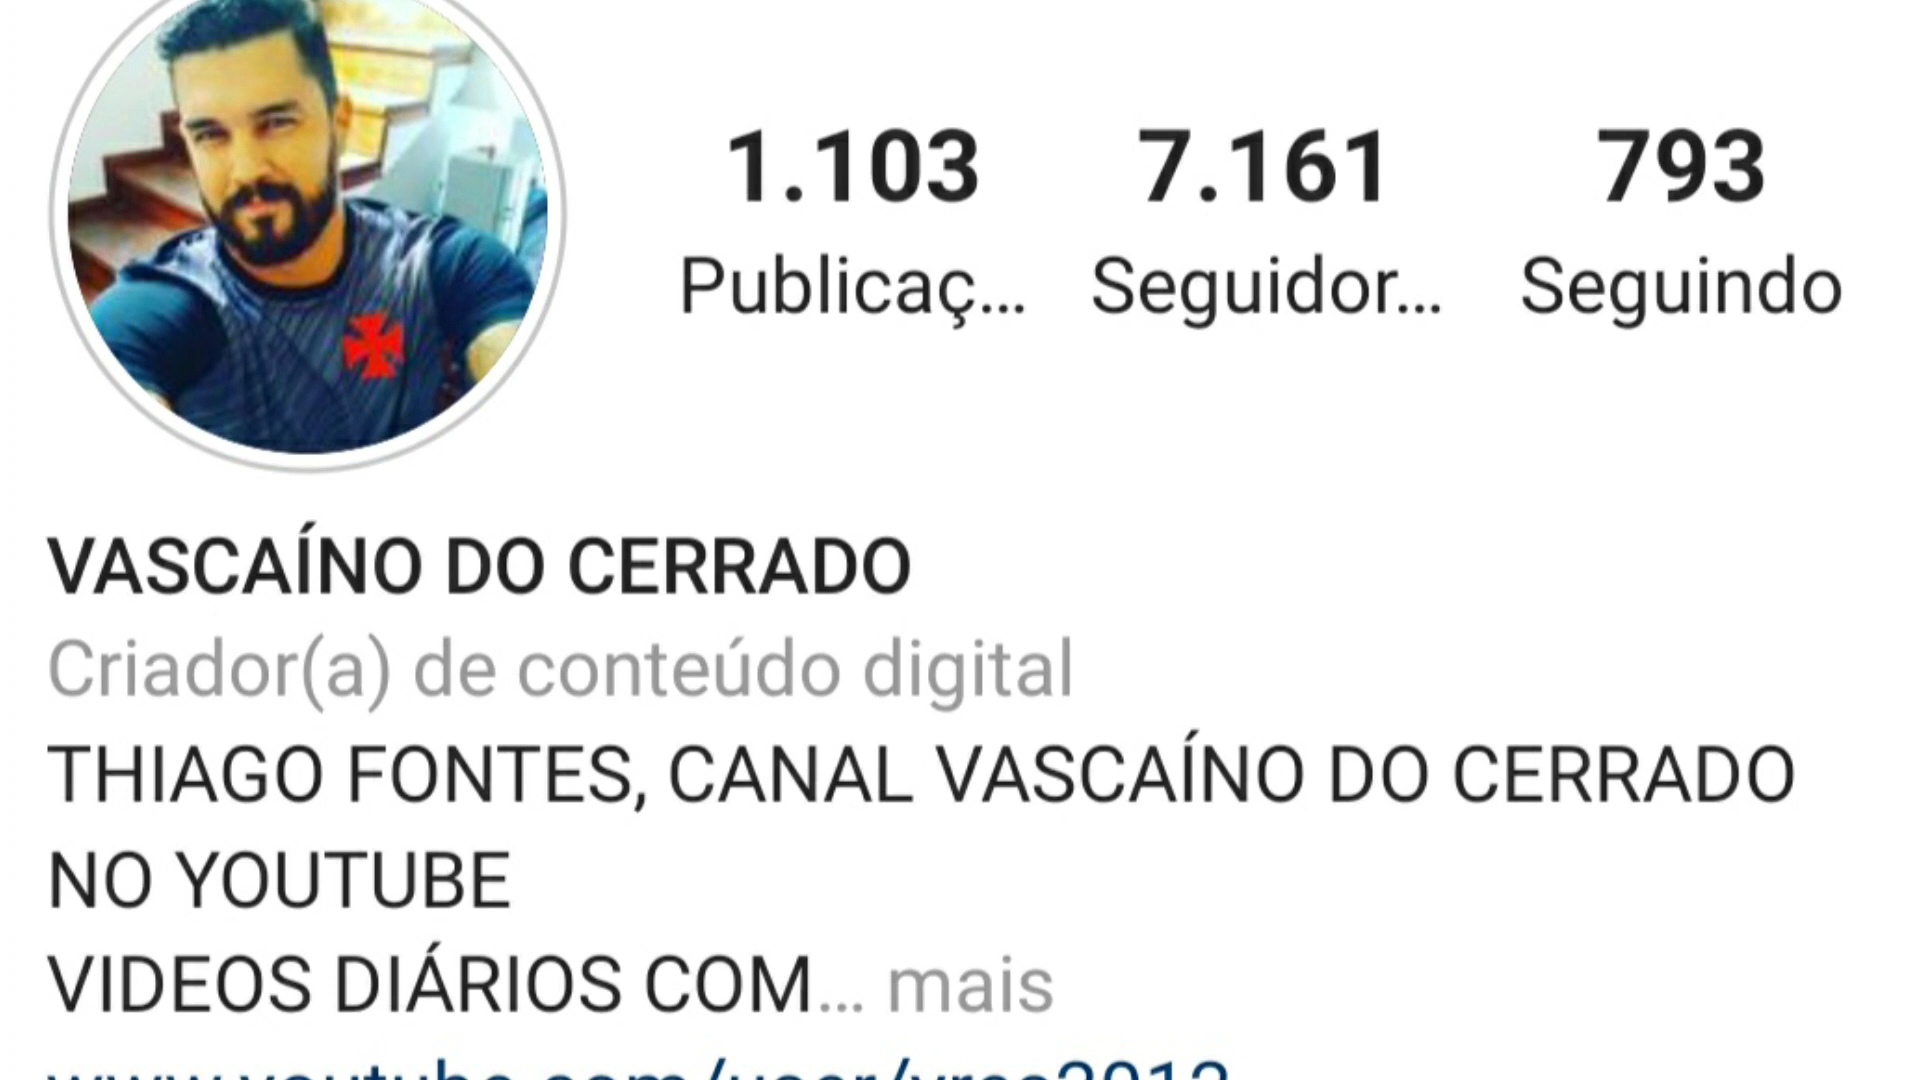 1.103 7.161 793
Publicaç... Seguidor... Seguindo
VASCAÍNO DO CERRADO
Criador(a) de conteúdo digital
THIAGO FONTES, CANAL VASCAÍNO DO CERRADO
NO YOUTUBE
VIDEOS DIÁRIOS COM... mais